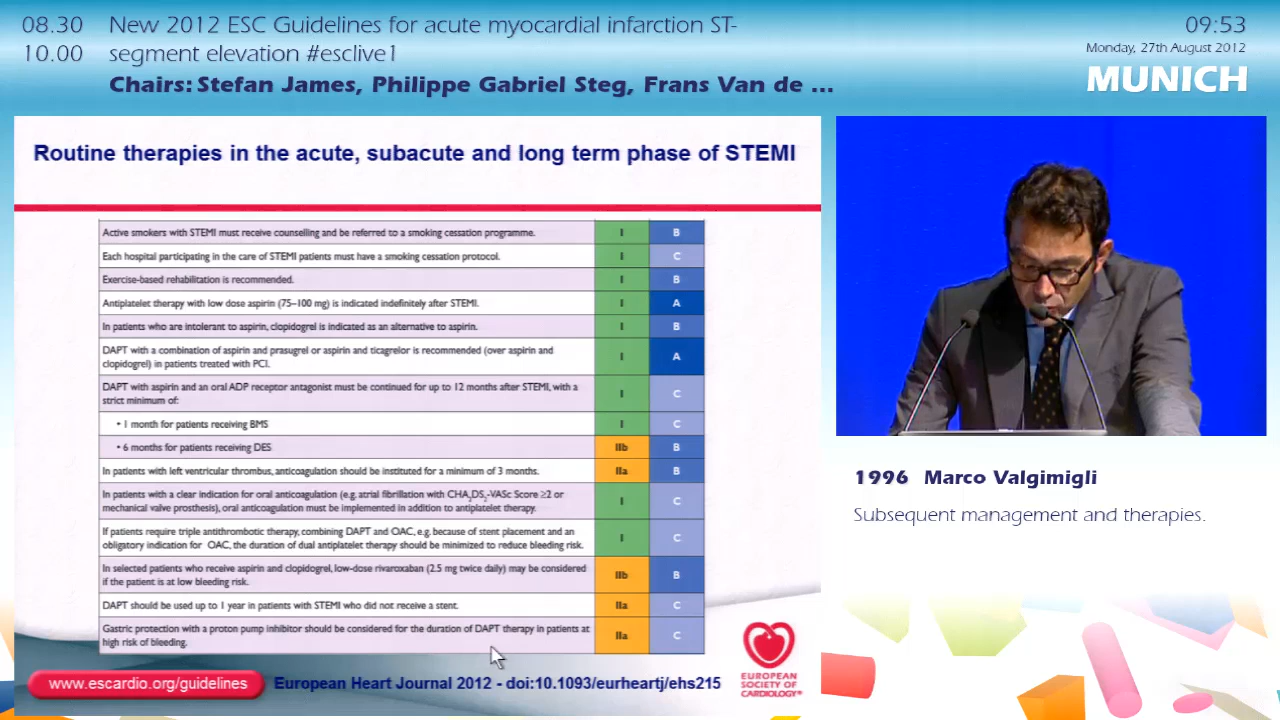 08.30 New 2012 ESC Guidelines for acute myocardial infarction ST-
10.00 segment elevation #esclive1
Chairs: Stefan James, Philippe Gabriel Steg, Frans Van de ...
09:53
Monday, 27th August 2012
MUNICH
Routine therapies in the acute, subacute and long term phase of STEMI
Active smokers with STEMI must receive counselling and be referred to a smoking cessation programme. I B
Each hospital participating in the care of STEMI patients must have a smoking cessation protocol. I C
Exercise-based rehabilitation is recommended. I B
Antiplatelet therapy with low dose aspirin (75–100 mg) is indicated indefinitely after STEMI. I A
In patients who are intolerant to aspirin, clopidogrel is indicated as an alternative to aspirin. I B
DAPT with a combination of aspirin and prasugrel or aspirin and ticagrelor is recommended (over aspirin and
clopidogrel) in patients treated with PCI. I A
DAPT with aspirin and an oral ADP receptor antagonist must be continued for up to 12 months after STEMI, with a
strict minimum of: I C
• 1 month for patients receiving BMS I C
• 6 months for patients receiving DES IIb B
In patients with left ventricular thrombus, anticoagulation should be instituted for a minimum of 3 months. IIa B
In patients with a clear indication for oral anticoagulation (e.g. atrial fibrillation with CHA2DS2-VASc Score ≥2 or
mechanical valve prosthesis), oral anticoagulation must be implemented in addition to antiplatelet therapy. I C
If patients require triple antithrombotic therapy, combining DAPT and OAC, e.g. because of stent placement and an
obligatory indication for OAC, the duration of dual antiplatelet therapy should be minimized to reduce bleeding risk. I C
In selected patients who receive aspirin and clopidogrel, low-dose rivaroxaban (2.5 mg twice daily) may be considered
if the patient is at low bleeding risk. IIb B
DAPT should be used up to 1 year in patients with STEMI who did not receive a stent. IIa C
Gastric protection with a proton pump inhibitor should be considered for the duration of DAPT therapy in patients at
high risk of bleeding. IIa C
www.escardio.org/guidelines
European Heart Journal 2012 - doi:10.1093/eurheartj/ehs215
EUROPEAN
SOCIETY OF
CARDIOLOGY®
1996 Marco Valgimigli
Subsequent management and therapies.